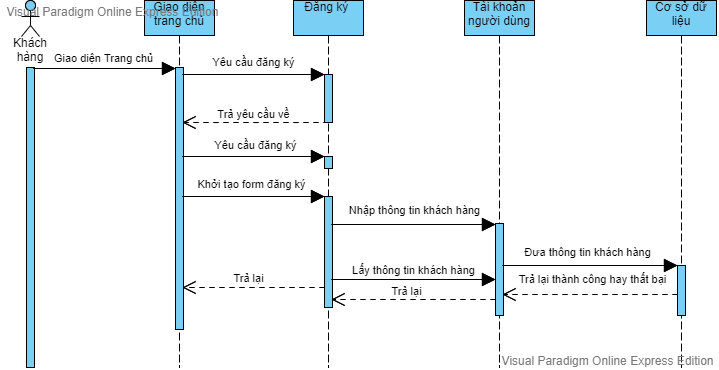 Visual Paradigm Online Express Edition
Giao diện
trang chủ
Đăng ký
Tài khoản
người dùng
Cơ sở dữ
liệu
Khách
hàng
Giao diện Trang chủ
Yêu cầu đăng ký
Trả yêu cầu về
Yêu cầu đăng ký
Khởi tạo form đăng ký
Nhập thông tin khách hàng
Đưa thông tin khách hàng
Lấy thông tin khách hàng
Trả lại
Trả lại thành công hay thất bại
Trả lại
Visual Paradigm Online Express Edition